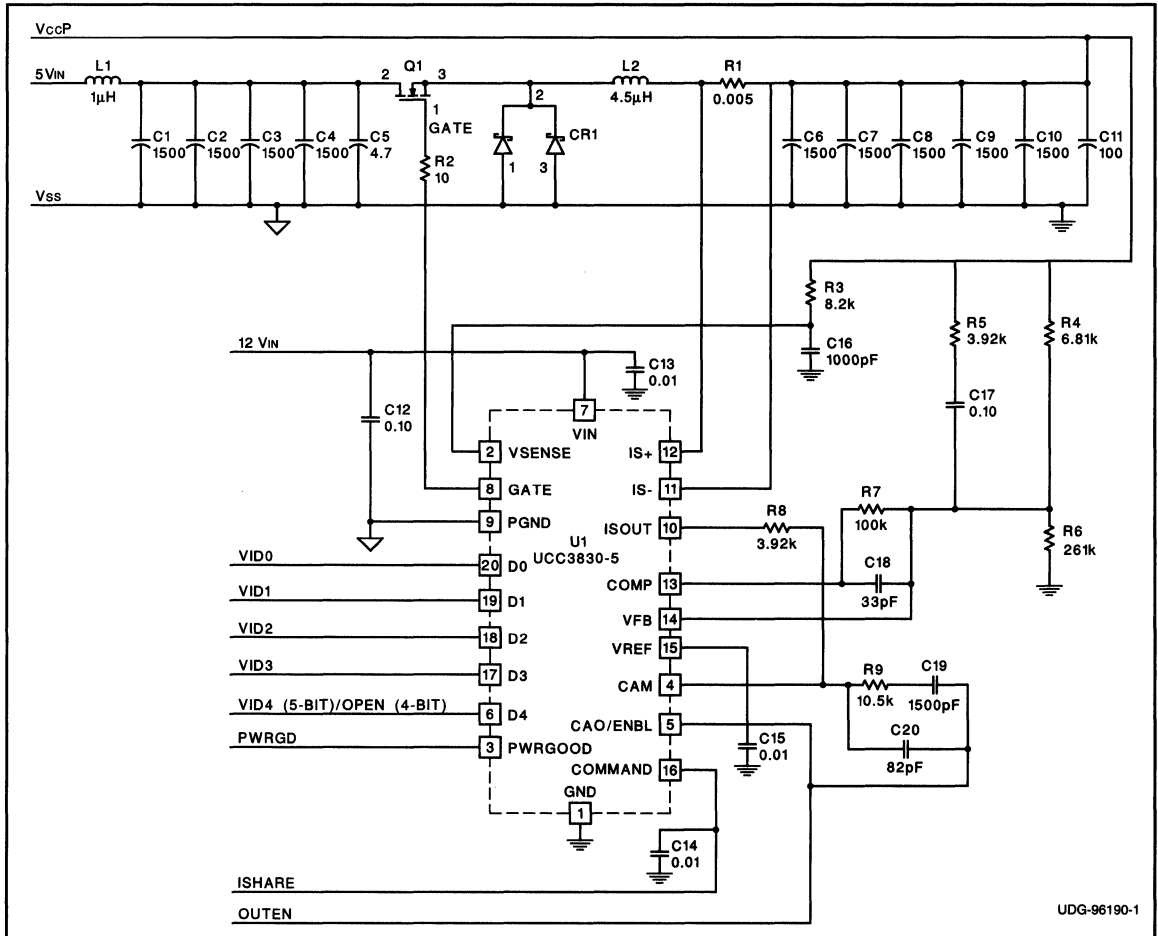 VCCP
5VIN
L1
1µH
2
Q1
3
1
GATE
R2
10
C1
1500
C2
1500
C3
1500
C4
1500
C5
4.7
2
1
3
CR1
L2
4.5µH
R1
0.005
C6
1500
C7
1500
C8
1500
C9
1500
C10
1500
C11
100
VSS
R3
8.2k
C16
1000pF
R5
3.92k
R4
6.81k
C17
0.10
12 VIN
C13
0.01
C12
0.10
7
VIN
2 VSENSE
IS+ 12
8 GATE
IS- 11
9 PGND
ISOUT 10
R8
3.92k
R7
100k
R6
261k
U1
UCC3830-5
VID0
20 D0
COMP 13
C18
33pF
VID1
19 D1
VFB 14
VID2
18 D2
VREF 15
VID3
17 D3
CAM 4
R9
10.5k
C19
1500pF
VID4 (5-BIT)/OPEN (4-BIT)
6 D4
CAO/ENBL 5
C20
82pF
PWRGD
3 PWRGOOD
C15
0.01
COMMAND 16
GND
1
C14
0.01
ISHARE
OUTEN
UDG-96190-1